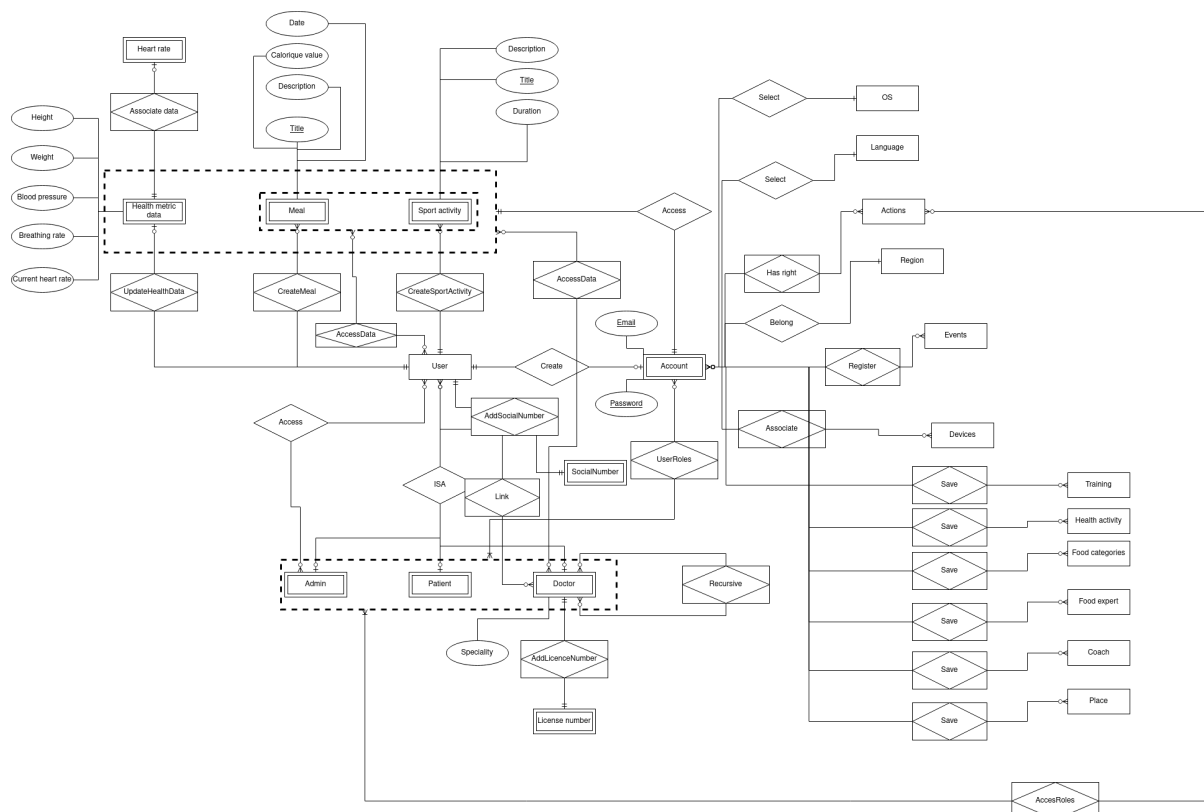 Date
Heart rate
Calorique value
Description
Description
Title
Select
OS
Height
Associate data
Duration
Title
Language
Weight
Select
Blood pressure
Health metric
data
Meal
Sport activity
Access
Actions
Breathing rate
Region
Current heart rate
UpdateHealthData
CreateMeal
CreateSportActivity
AccessData
Has right
AccessData
Email
Belong
Events
User
Create
Account
Register
Password
Access
AddSocialNumber
Associate
Devices
UserRoles
SocialNumber
ISA
Link
Save
Training
Save
Health activity
Save
Food categories
Admin
Patient
Doctor
Recursive
Save
Food expert
Speciality
AddLicenceNumber
Save
Coach
License number
Save
Place
AccesRoles